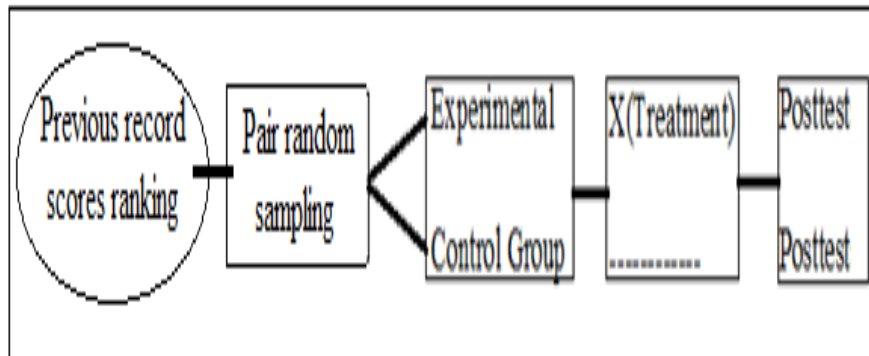 Previous record
scores ranking
Pair random
sampling
Experimental
Control Group
X(Treatment)
------------
Posttest
Posttest